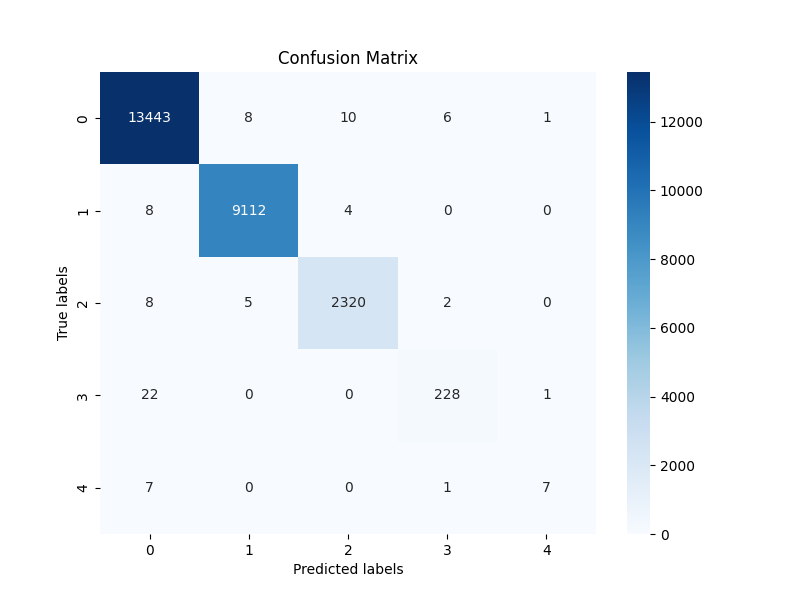 Confusion Matrix
0 13443 8 10 6 1
1 8 9112 4 0 0
2 8 5 2320 2 0
3 22 0 0 228 1
4 7 0 0 1 7
0 1 2 3 4
Predicted labels
True labels
12000
10000
8000
6000
4000
2000
0